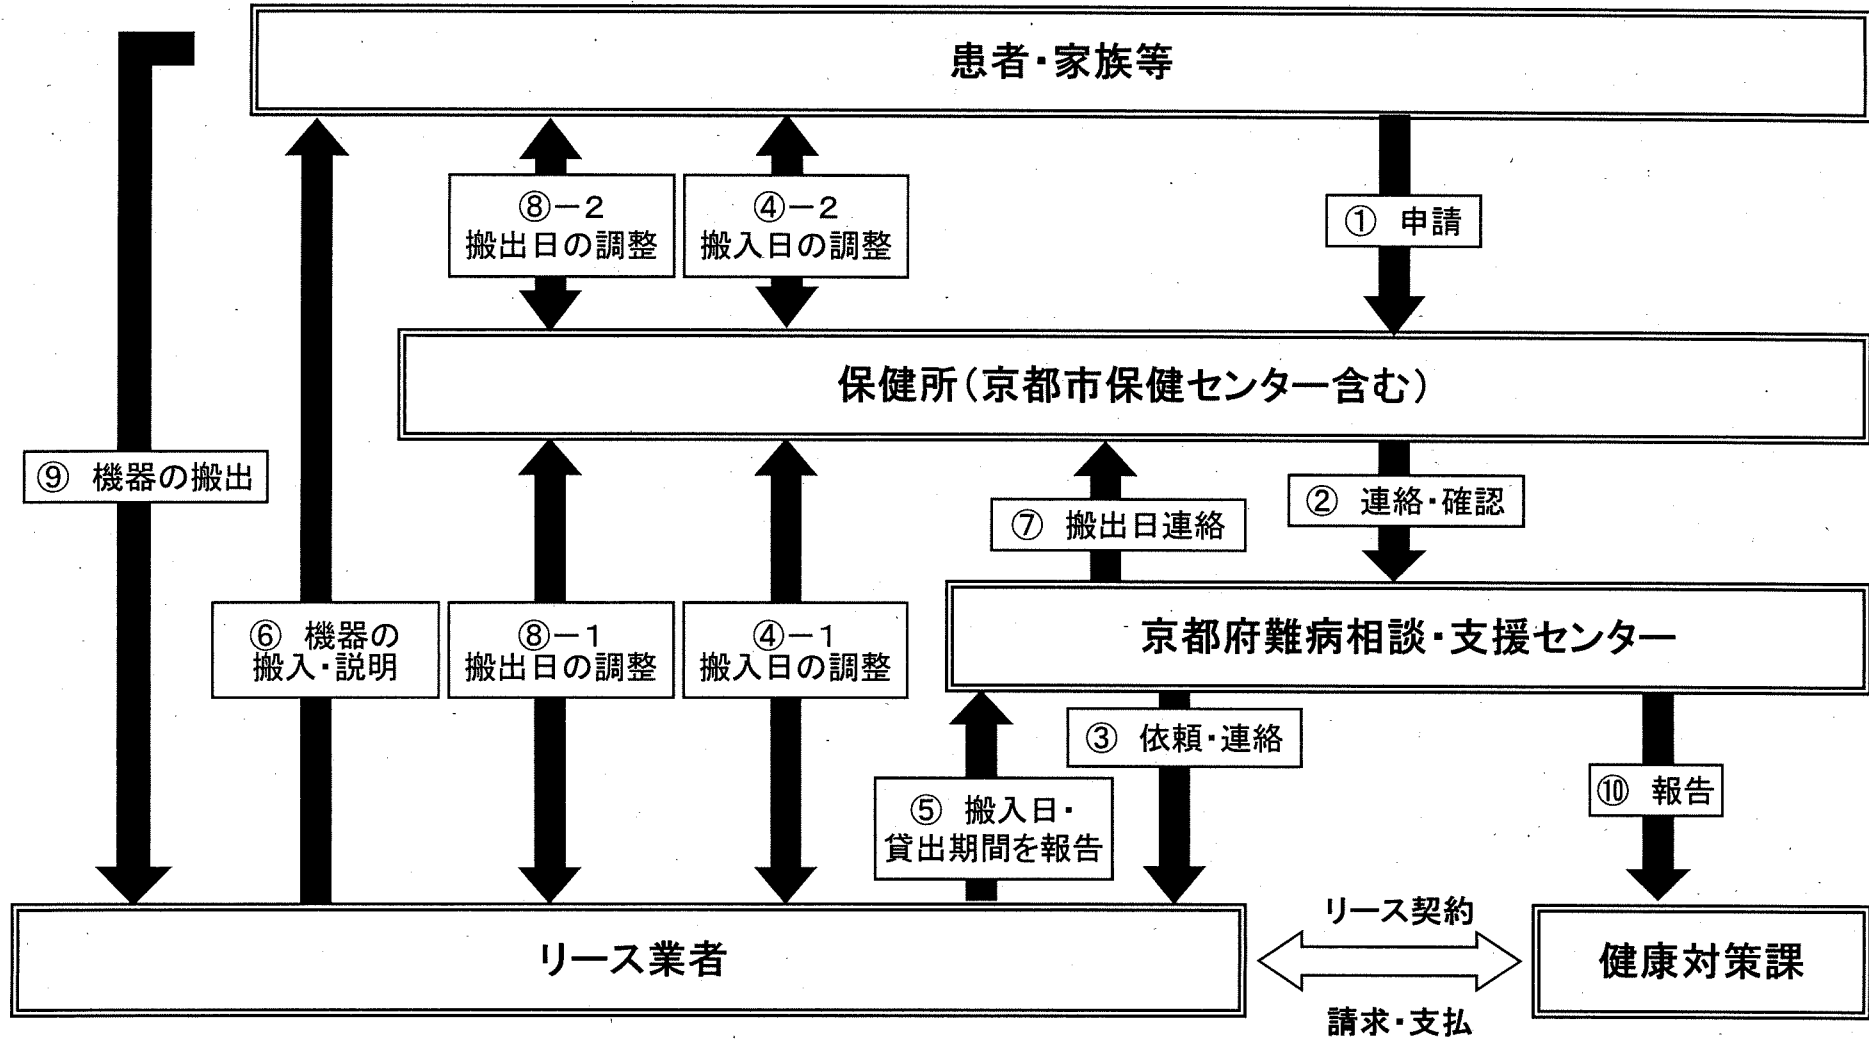 患者・家族等
⑧－２
搬出日の調整
④－２
搬入日の調整
① 申請
保健所（京都市保健センター含む）
⑨ 機器の搬出
⑦ 搬出日連絡
② 連絡・確認
⑥ 機器の
搬入・説明
⑧－１
搬出日の調整
④－１
搬入日の調整
京都府難病相談・支援センター
③ 依頼・連絡
⑤ 搬入日・
貸出期間を報告
⑩ 報告
リース業者
リース契約
請求・支払
健康対策課